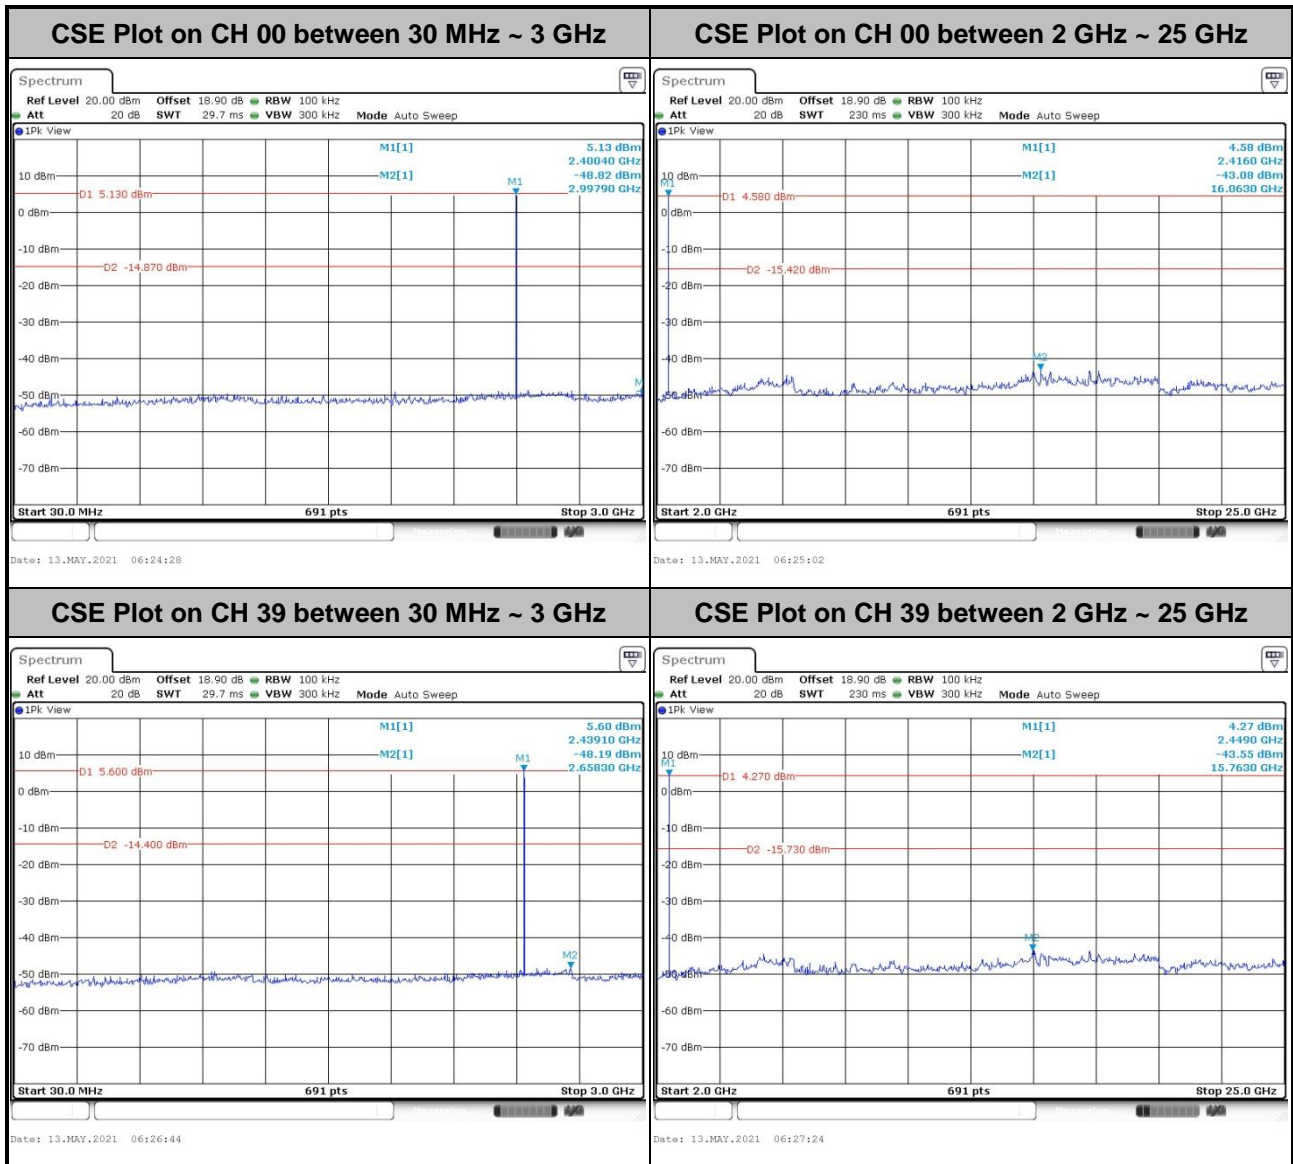 CSE Plot on CH 00 between 30 MHz ~ 3 GHz
Spectrum
Ref Level 20.00 dBm Offset 18.90 dB RBW 100 kHz
Att 20 dB SWT 29.7 ms VBW 300 kHz Mode Auto Sweep
1Pk View
M1[1] 5.13 dBm
2.40040 GHz
M2[1] -48.82 dBm
2.99790 GHz
10 dBm
M1
D1 5.130 dBm
0 dBm
-10 dBm
D2 -14.870 dBm
-20 dBm
-30 dBm
-40 dBm
M
-50 dBm
-60 dBm
-70 dBm
Start 30.0 MHz 691 pts Stop 3.0 GHz
Date: 13.MAY.2021 06:24:28
CSE Plot on CH 00 between 2 GHz ~ 25 GHz
Spectrum
Ref Level 20.00 dBm Offset 18.90 dB RBW 100 kHz
Att 20 dB SWT 230 ms VBW 300 kHz Mode Auto Sweep
1Pk View
M1[1] 4.58 dBm
2.4160 GHz
M2[1] -43.08 dBm
16.0630 GHz
10 dBm
M1
D1 4.580 dBm
0 dBm
-10 dBm
D2 -15.420 dBm
-20 dBm
-30 dBm
-40 dBm
M2
-50 dBm
-60 dBm
-70 dBm
Start 2.0 GHz 691 pts Stop 25.0 GHz
Date: 13.MAY.2021 06:25:02
CSE Plot on CH 39 between 30 MHz ~ 3 GHz
Spectrum
Ref Level 20.00 dBm Offset 18.90 dB RBW 100 kHz
Att 20 dB SWT 29.7 ms VBW 300 kHz Mode Auto Sweep
1Pk View
M1[1] 5.60 dBm
2.43910 GHz
M2[1] -48.19 dBm
2.65830 GHz
10 dBm
M1
D1 5.600 dBm
0 dBm
-10 dBm
D2 -14.400 dBm
-20 dBm
-30 dBm
-40 dBm
M2
-50 dBm
-60 dBm
-70 dBm
Start 30.0 MHz 691 pts Stop 3.0 GHz
Date: 13.MAY.2021 06:26:44
CSE Plot on CH 39 between 2 GHz ~ 25 GHz
Spectrum
Ref Level 20.00 dBm Offset 18.90 dB RBW 100 kHz
Att 20 dB SWT 230 ms VBW 300 kHz Mode Auto Sweep
1Pk View
M1[1] 4.27 dBm
2.4490 GHz
M2[1] -43.55 dBm
15.7630 GHz
10 dBm
M1
D1 4.270 dBm
0 dBm
-10 dBm
D2 -15.730 dBm
-20 dBm
-30 dBm
-40 dBm
M2
-50 dBm
-60 dBm
-70 dBm
Start 2.0 GHz 691 pts Stop 25.0 GHz
Date: 13.MAY.2021 06:27:24